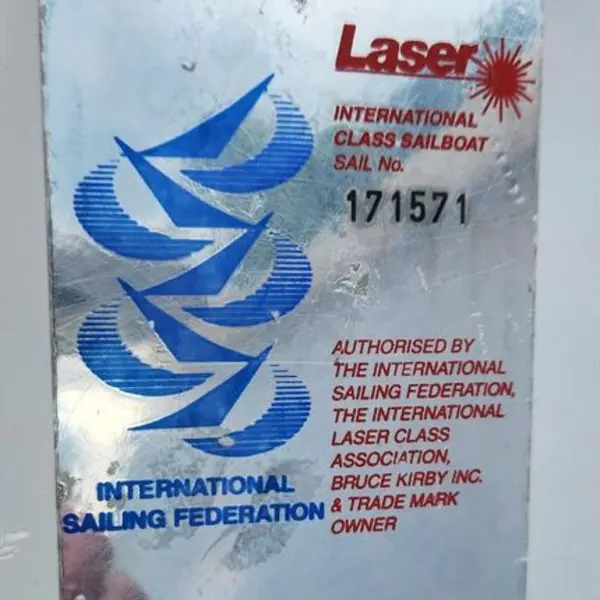 Laser
INTERNATIONAL
CLASS SAILBOAT
SAIL No.
171571
AUTHORISED BY
THE INTERNATIONAL
SAILING FEDERATION,
THE INTERNATIONAL
LASER CLASS
ASSOCIATION,
BRUCE KIRBY INC.
& TRADE MARK
OWNER
INTERNATIONAL
SAILING FEDERATION